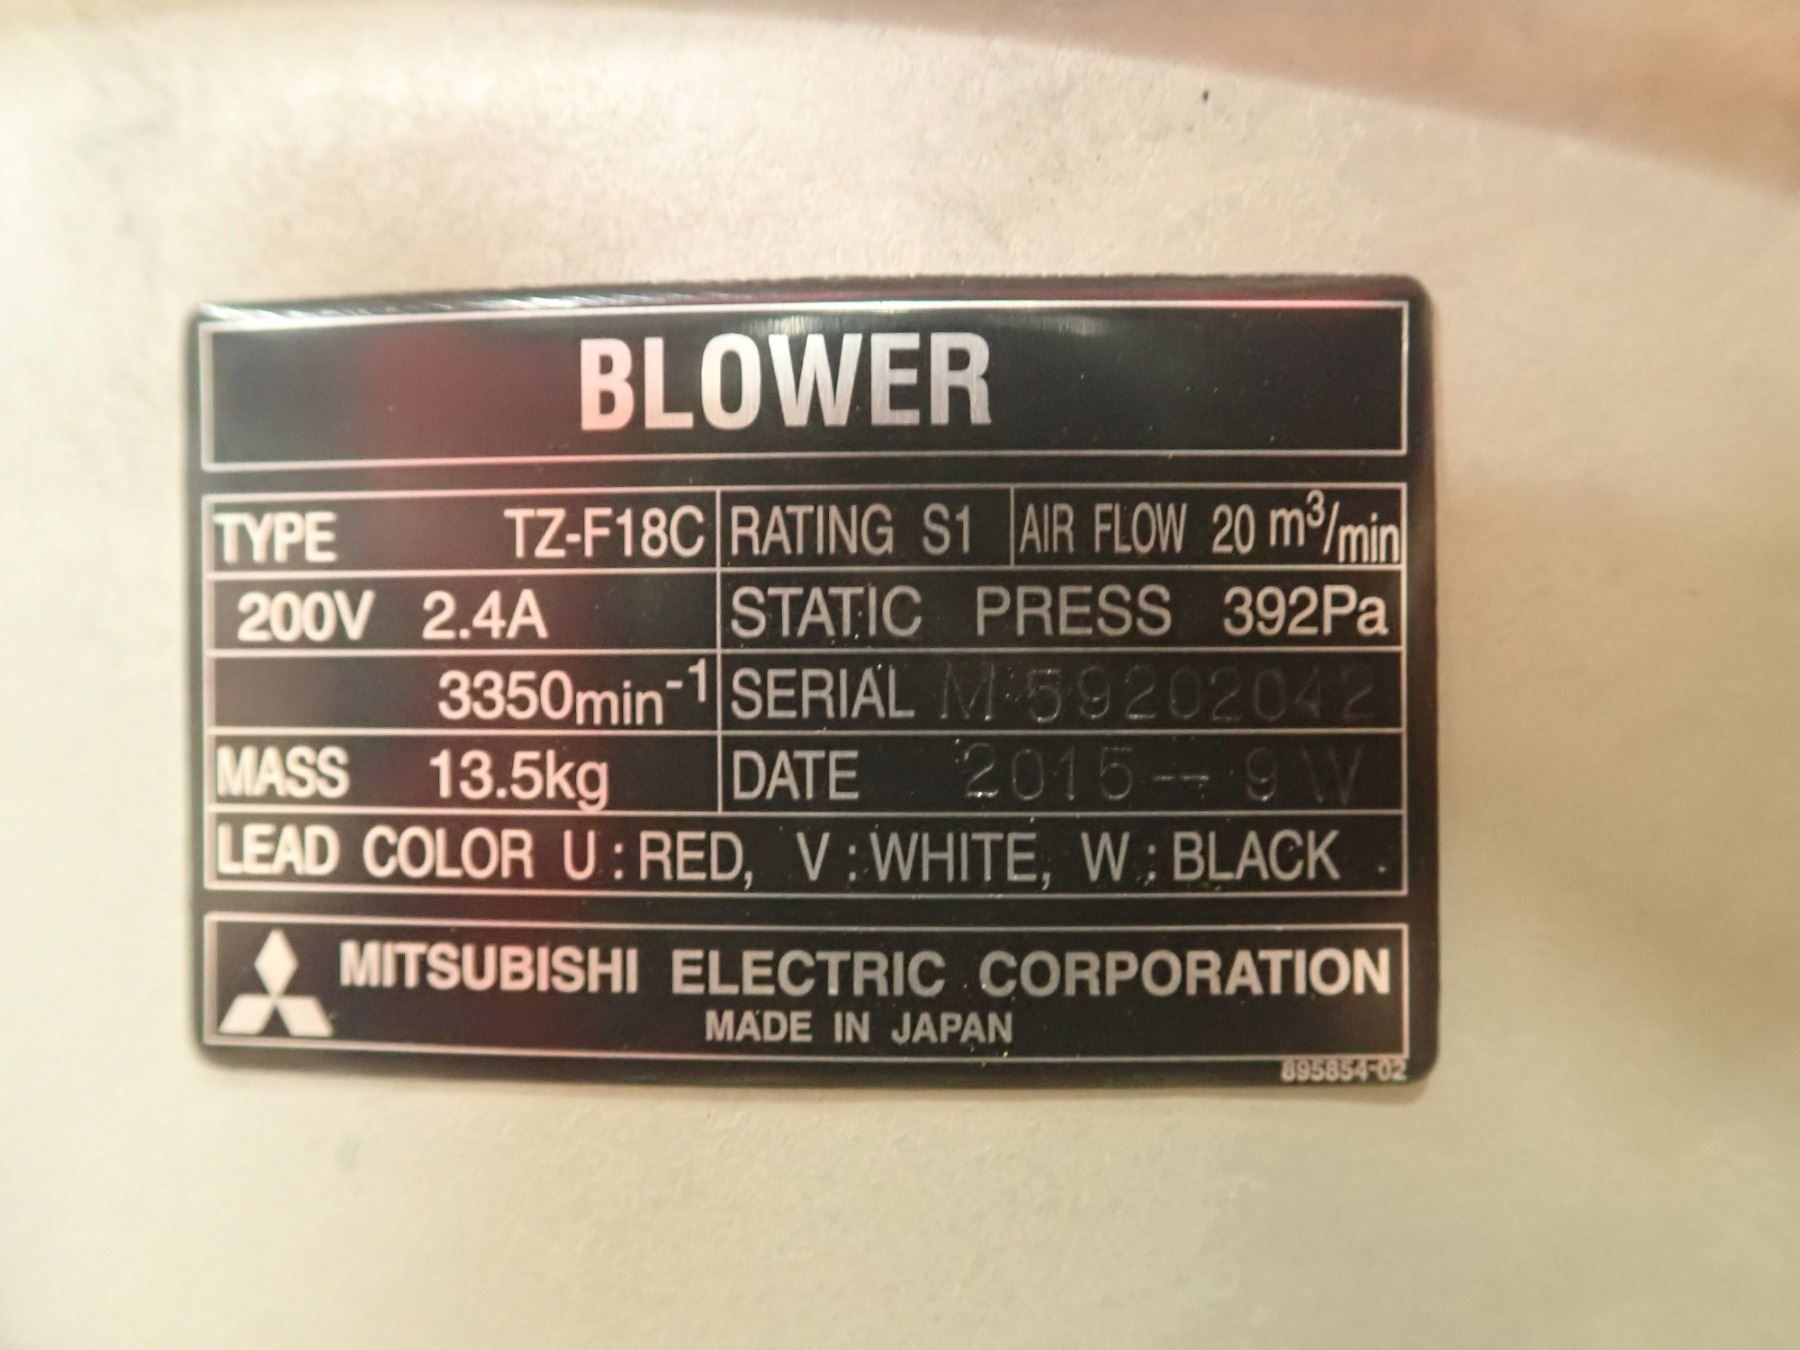 BLOWER
TYPE TZ-F18C RATING S1 AIR FLOW 20 m³/min
200V 2.4A STATIC PRESS 392Pa
3350min⁻¹ SERIAL M59202042
MASS 13.5kg DATE 2015-9W
LEAD COLOR U:RED, V:WHITE, W:BLACK
MITSUBISHI ELECTRIC CORPORATION
MADE IN JAPAN
895854-02